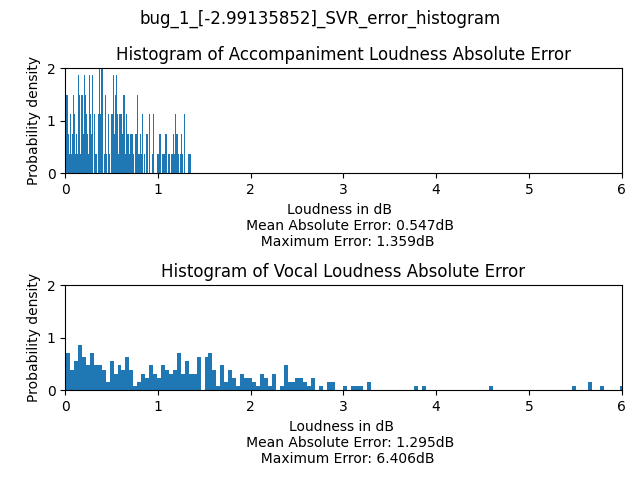 bug_1_[-2.99135852]_SVR_error_histogram
Histogram of Accompaniment Loudness Absolute Error
Probability density
2
1
0
0 1 2 3 4 5 6
Loudness in dB
Mean Absolute Error: 0.547dB
Maximum Error: 1.359dB
Histogram of Vocal Loudness Absolute Error
Probability density
2
1
0
0 1 2 3 4 5 6
Loudness in dB
Mean Absolute Error: 1.295dB
Maximum Error: 6.406dB